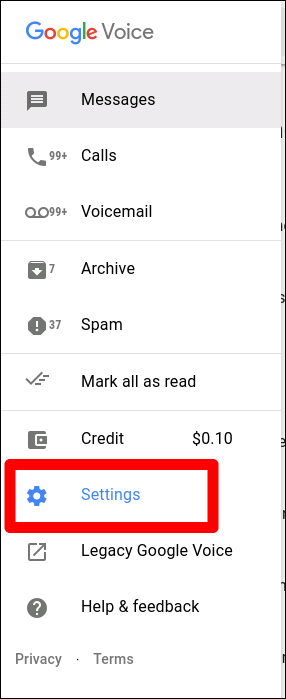 Google Voice
Messages
99+ Calls
99+ Voicemail
7 Archive
37 Spam
Mark all as read
Credit $0.10
Settings
Legacy Google Voice
Help & feedback
Privacy · Terms